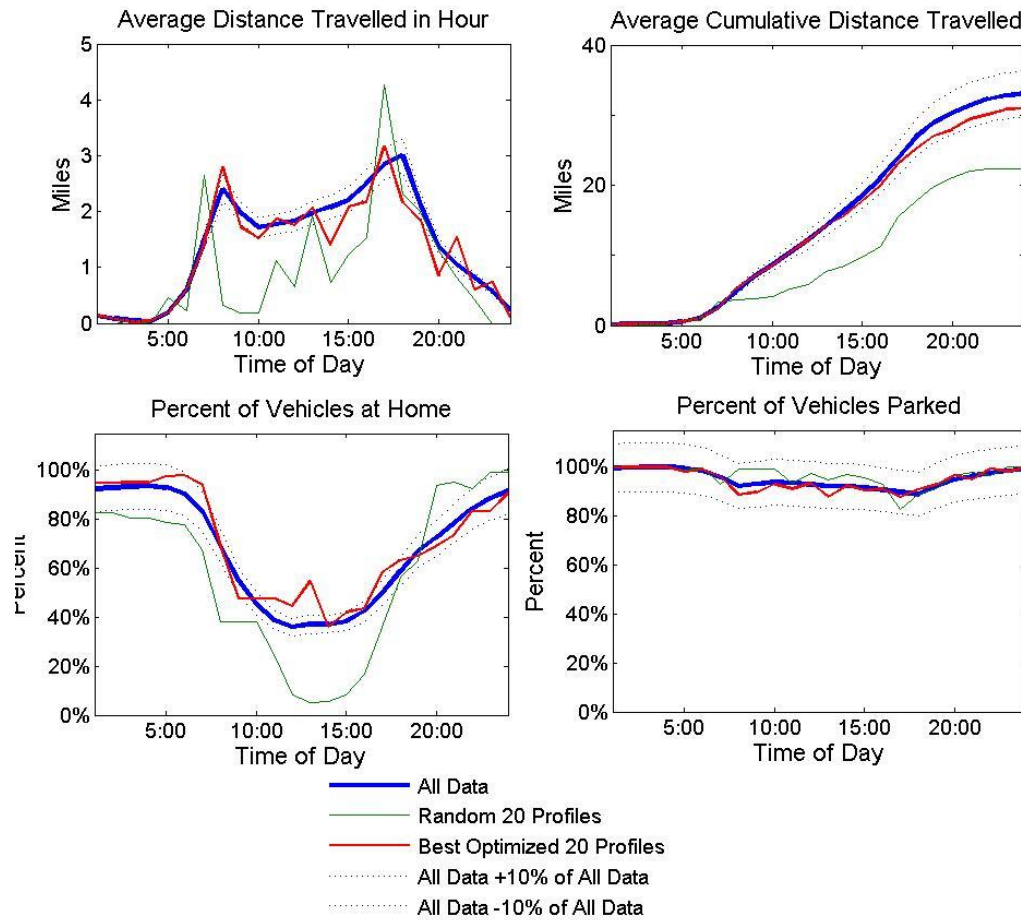 Average Distance Travelled in Hour
5
4
3
2
1
0
Miles
5:00 10:00 15:00 20:00
Time of Day
Average Cumulative Distance Travelled
40
20
0
Miles
5:00 10:00 15:00 20:00
Time of Day
Percent of Vehicles at Home
100%
80%
60%
40%
20%
0%
Percent
5:00 10:00 15:00 20:00
Time of Day
Percent of Vehicles Parked
100%
80%
60%
40%
20%
0%
Percent
5:00 10:00 15:00 20:00
Time of Day
All Data
Random 20 Profiles
Best Optimized 20 Profiles
All Data +10% of All Data
All Data -10% of All Data